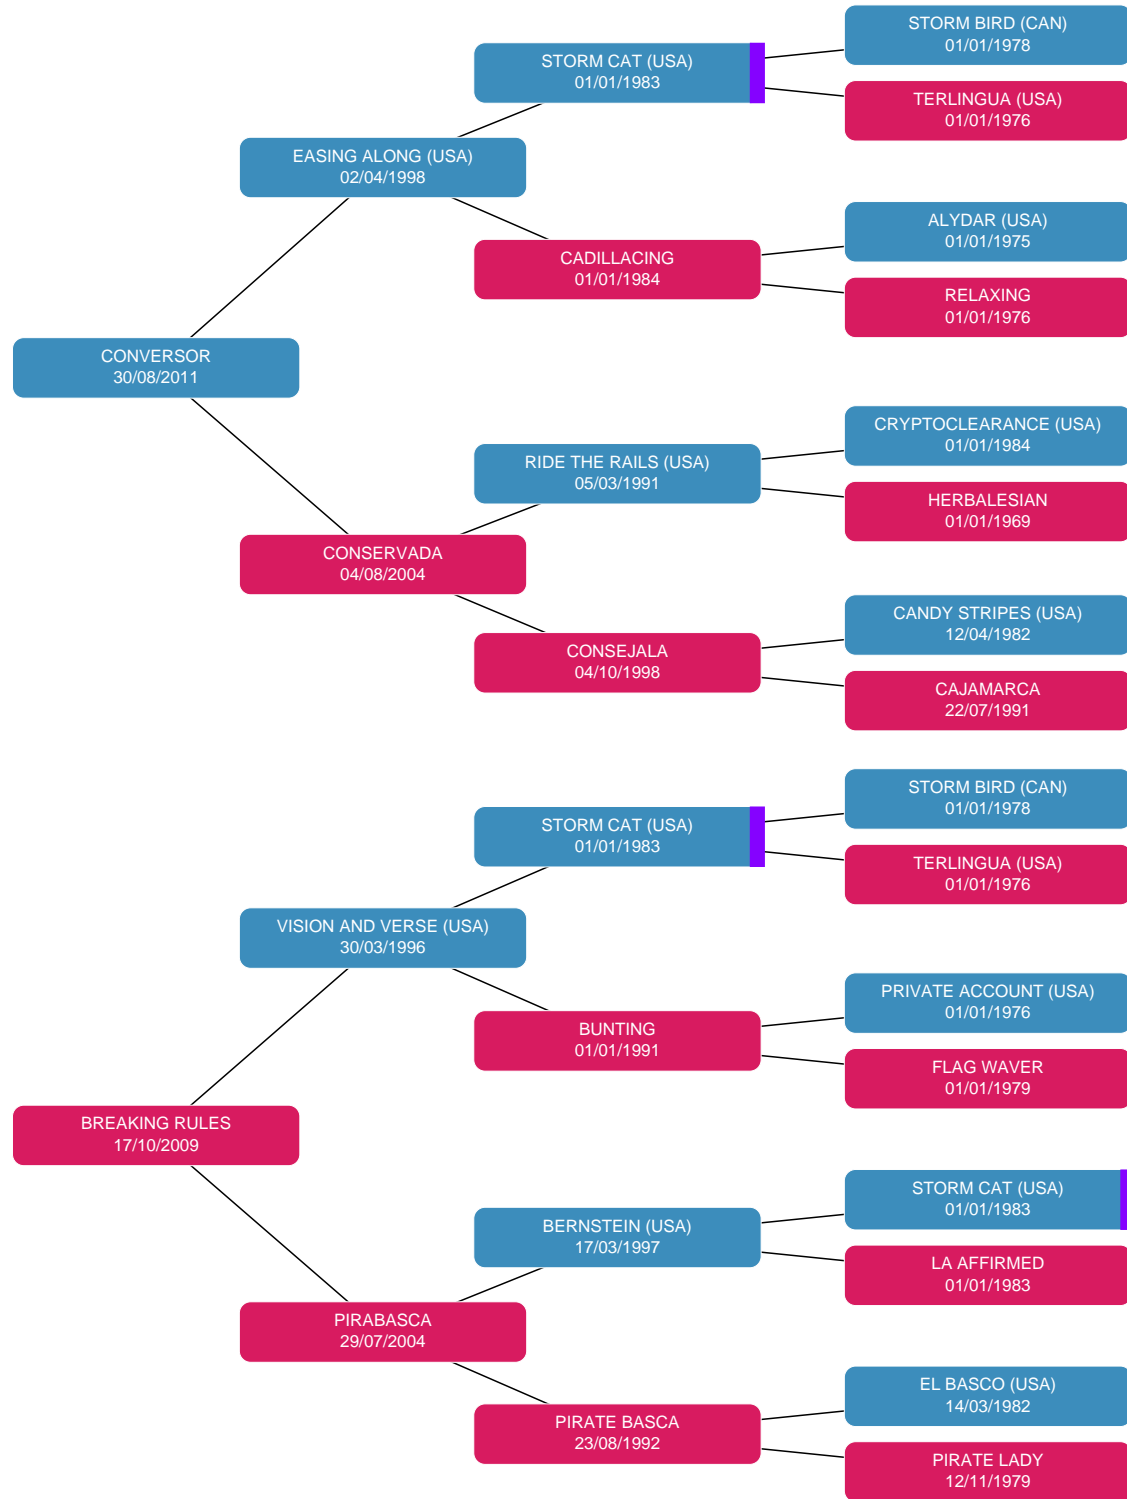 STORM BIRD (CAN)
01/01/1978
STORM CAT (USA)
01/01/1983
TERLINGUA (USA)
01/01/1976
EASING ALONG (USA)
02/04/1998
ALYDAR (USA)
01/01/1975
CADILLACING
01/01/1984
RELAXING
01/01/1976
CONVERSOR
30/08/2011
CRYPTOCLEARANCE (USA)
01/01/1984
RIDE THE RAILS (USA)
05/03/1991
HERBALESIAN
01/01/1969
CONSERVADA
04/08/2004
CANDY STRIPES (USA)
12/04/1982
CONSEJALA
04/10/1998
CAJAMARCA
22/07/1991
STORM BIRD (CAN)
01/01/1978
STORM CAT (USA)
01/01/1983
TERLINGUA (USA)
01/01/1976
VISION AND VERSE (USA)
30/03/1996
PRIVATE ACCOUNT (USA)
01/01/1976
BUNTING
01/01/1991
FLAG WAVER
01/01/1979
BREAKING RULES
17/10/2009
STORM CAT (USA)
01/01/1983
BERNSTEIN (USA)
17/03/1997
LA AFFIRMED
01/01/1983
PIRABASCA
29/07/2004
EL BASCO (USA)
14/03/1982
PIRATE BASCA
23/08/1992
PIRATE LADY
12/11/1979